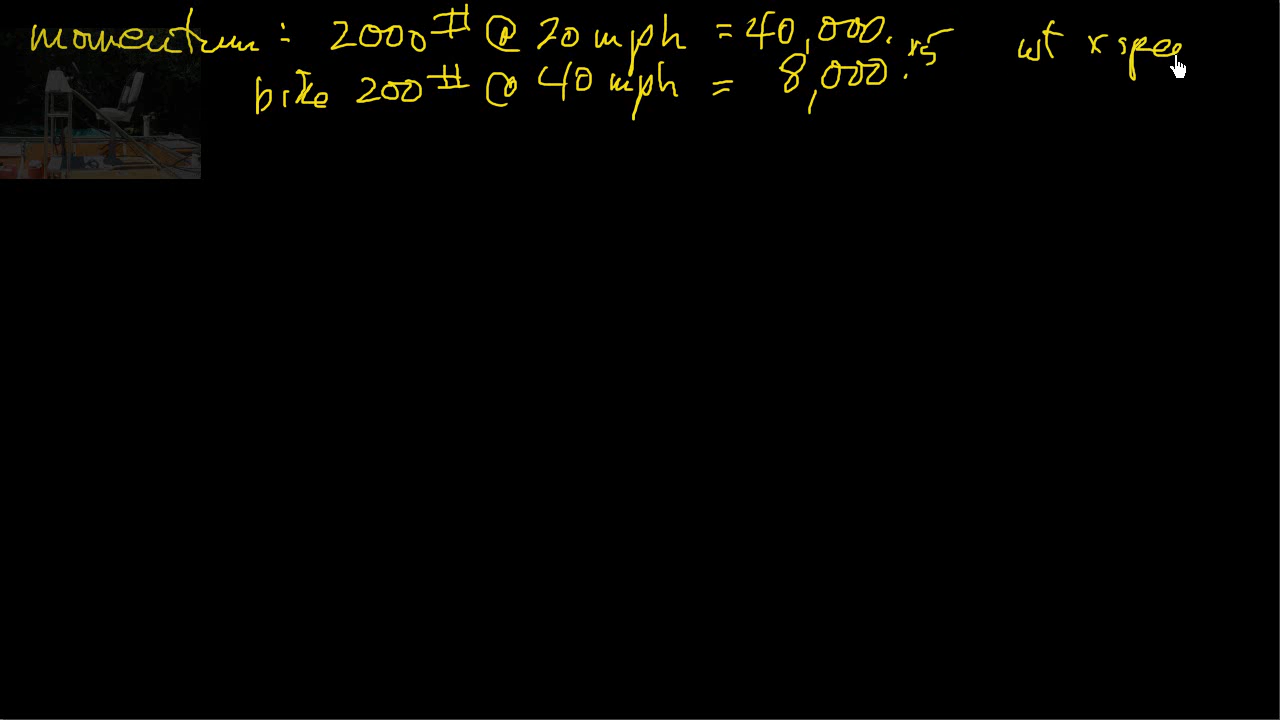 momentum: 2000# @ 20 mph = 40,000. x5 wt x spee
bike 200# @ 40 mph = 8,000.